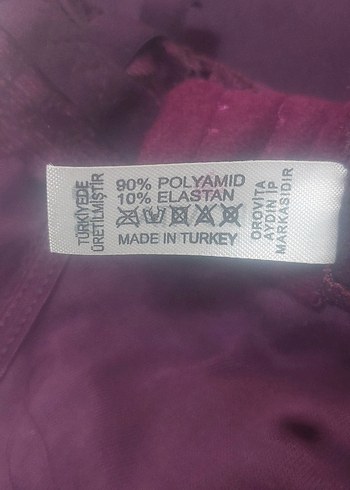 TÜRKİYEDE
ÜRETİLMİŞTİR
90% POLYAMID
10% ELASTAN
MADE IN TURKEY
OROVITA
AYDIN İP
MARKASIDIR